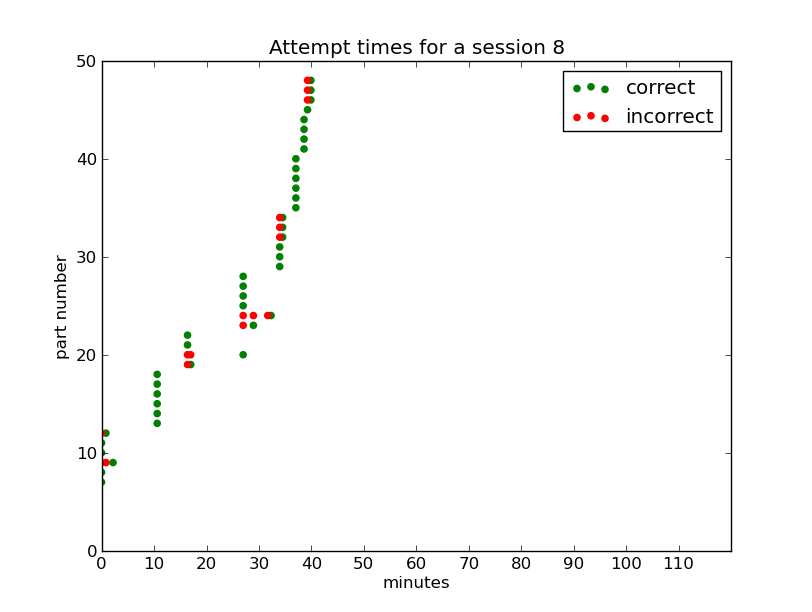 Attempt times for a session 8
correct
incorrect
50
40
30
20
10
0
part number
0 10 20 30 40 50 60 70 80 90 100 110
minutes